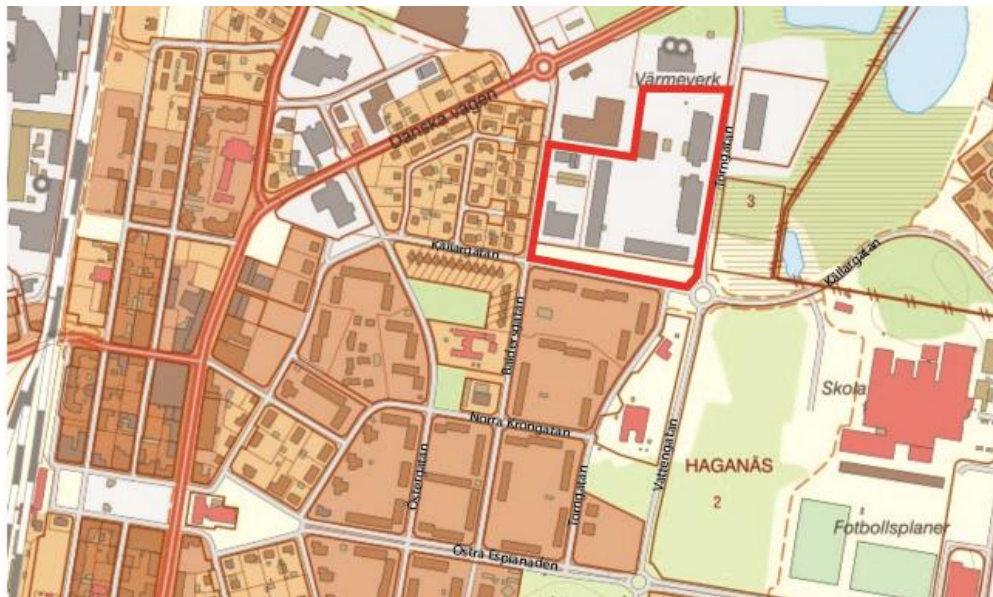 Värmeverk
Danska vägen
Torngatan
3
Källargatan
Källargatan
Baldersgatan
Skola
Norra Krongatan
Östergatan
Torngatan
Vattengatan
HAGANÄS
2
Fotbollsplaner
Östra Esplanaden